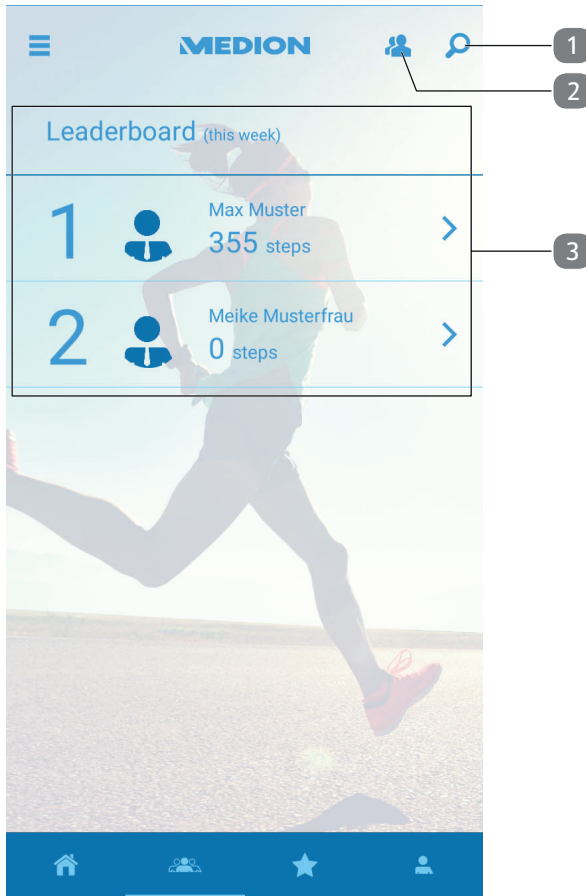 MEDION
1
2
Leaderboard (this week)
1
Max Muster
355 steps
3
2
Meike Musterfrau
0 steps